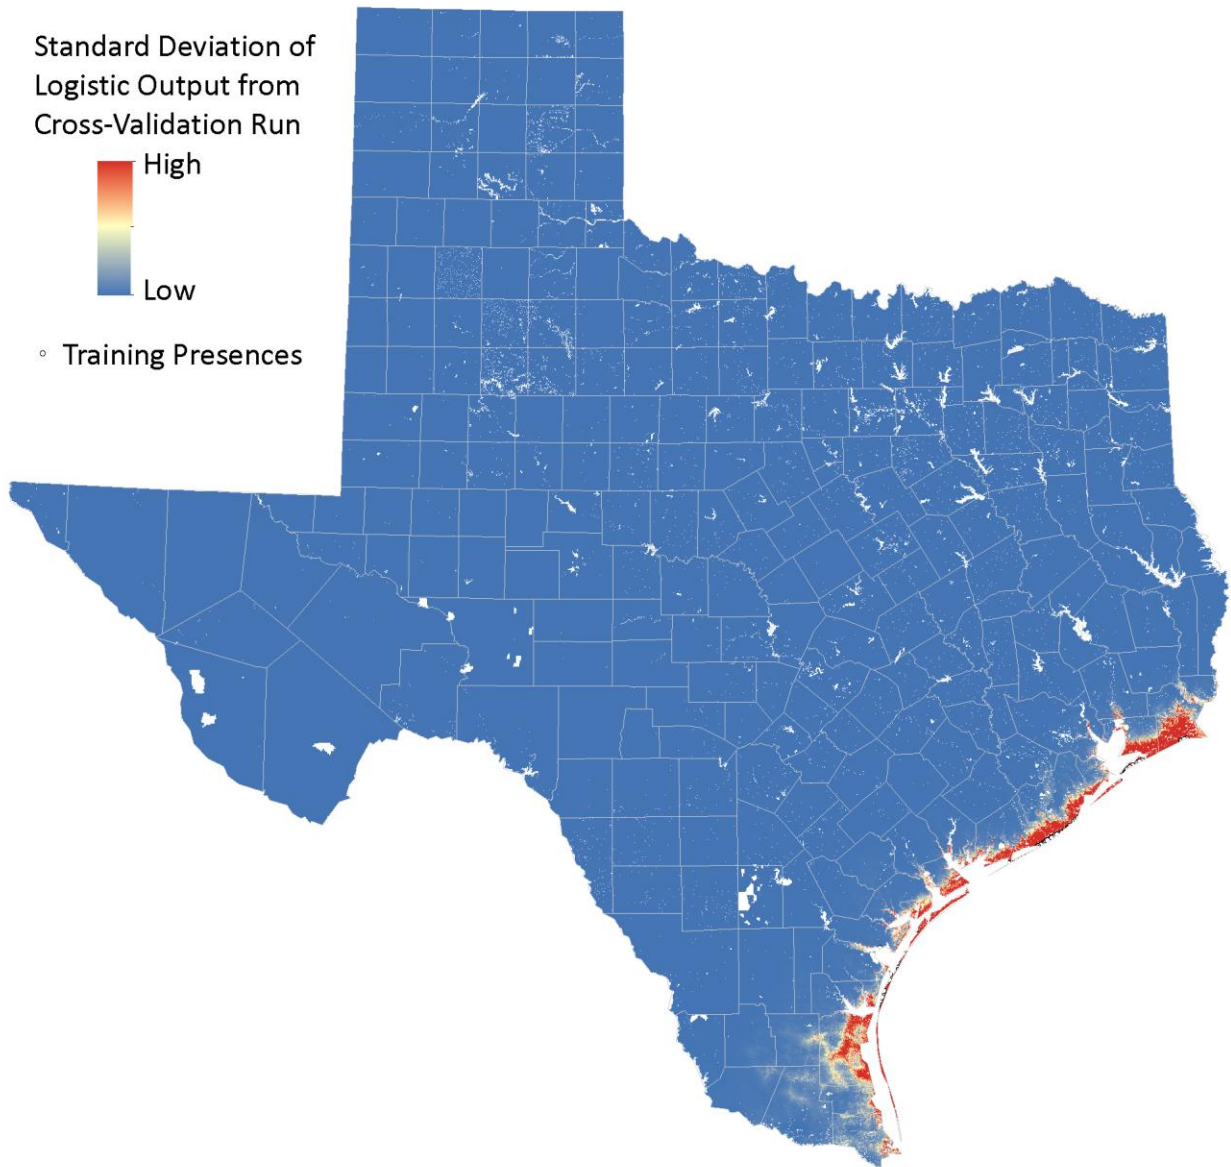 Standard Deviation of
Logistic Output from
Cross-Validation Run
High
Low
Training Presences